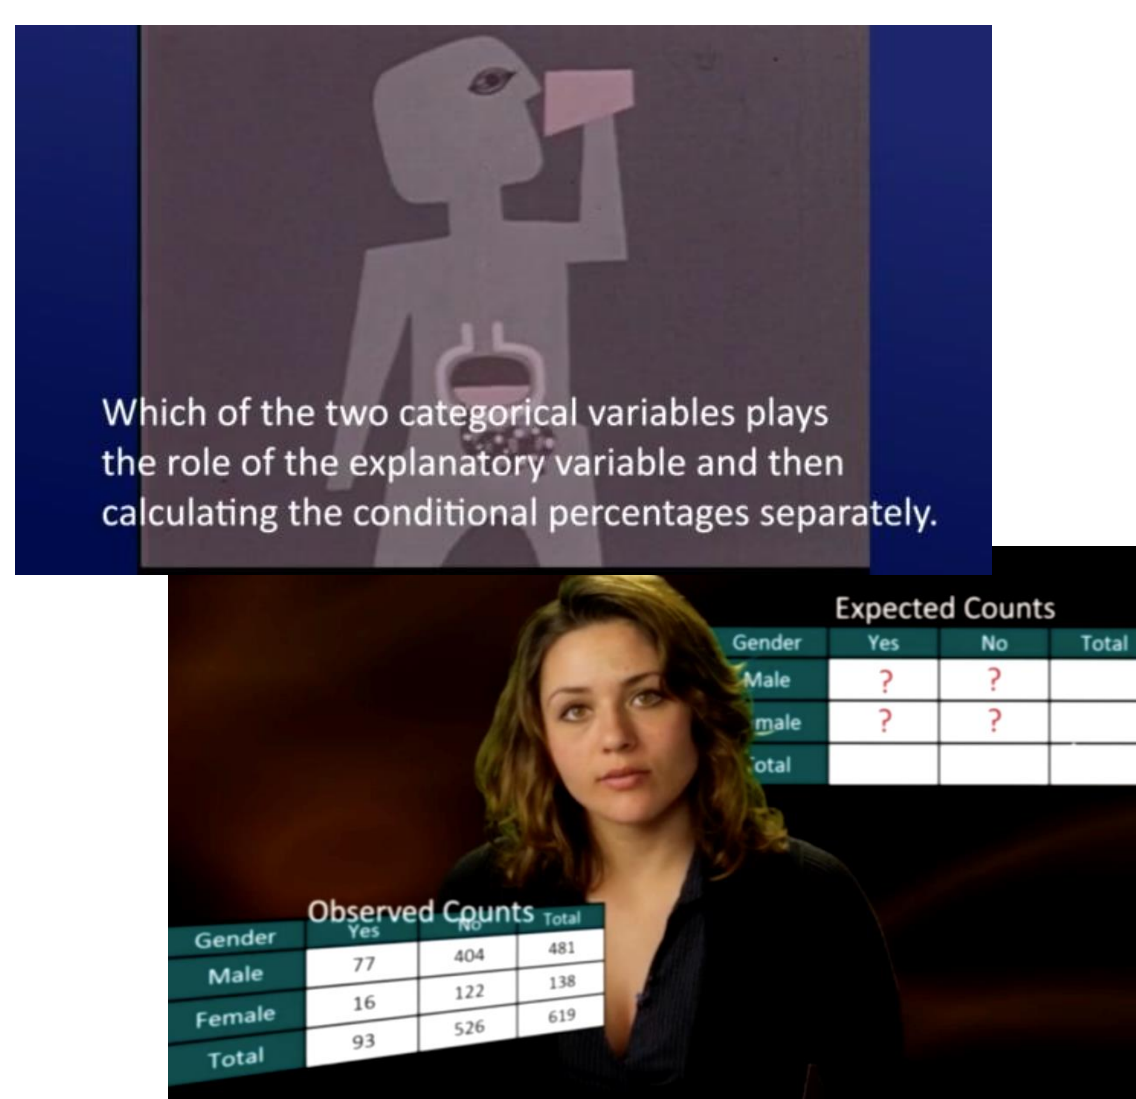 Which of the two categorical variables plays
the role of the explanatory variable and then
calculating the conditional percentages separately.
Expected Counts
Gender Yes No Total
Male ? ?
male ? ?
otal
Observed Counts
Gender Yes No Total
Male 77 404 481
Female 16 122 138
Total 93 526 619